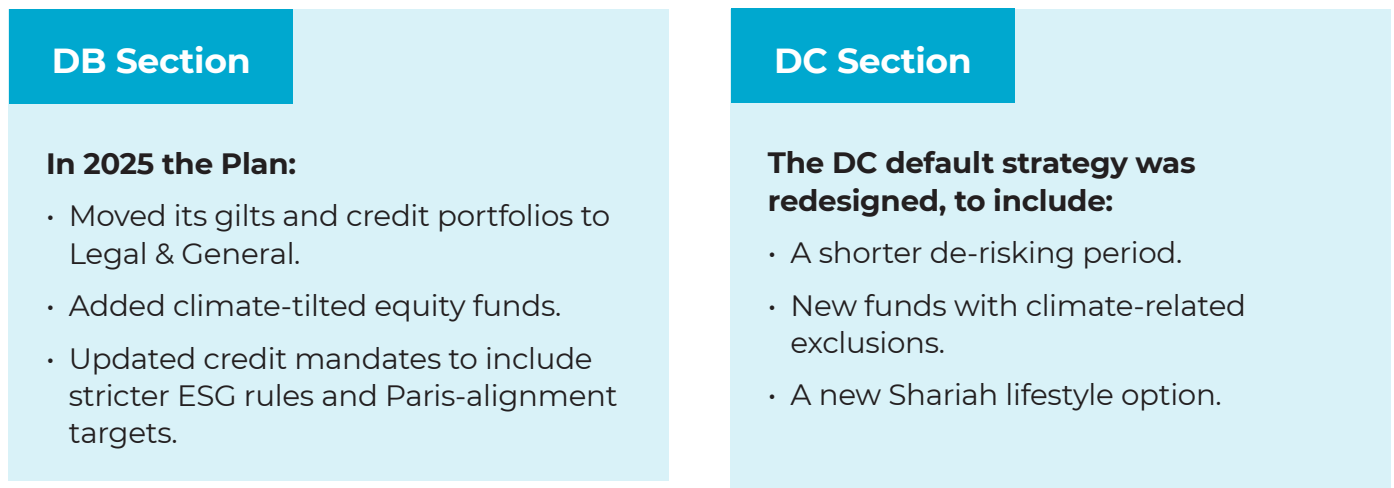 DB Section
In 2025 the Plan:
• Moved its gilts and credit portfolios to
Legal & General.
• Added climate-tilted equity funds.
• Updated credit mandates to include
stricter ESG rules and Paris-alignment
targets.
DC Section
The DC default strategy was
redesigned, to include:
• A shorter de-risking period.
• New funds with climate-related
exclusions.
• A new Shariah lifestyle option.